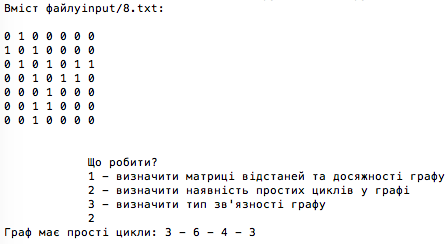 Вміст файлуinput/8.txt:
0 1 0 0 0 0 0
1 0 1 0 0 0 0
0 1 0 1 0 1 1
0 0 1 0 1 1 0
0 0 0 1 0 0 0
0 0 1 1 0 0 0
0 0 1 0 0 0 0
Що робити?
1 – визначити матриці відстаней та досяжності графу
2 – визначити наявність простих циклів у графі
3 – визначити тип зв'язності графу
2
Граф має прості цикли: 3 – 6 – 4 – 3